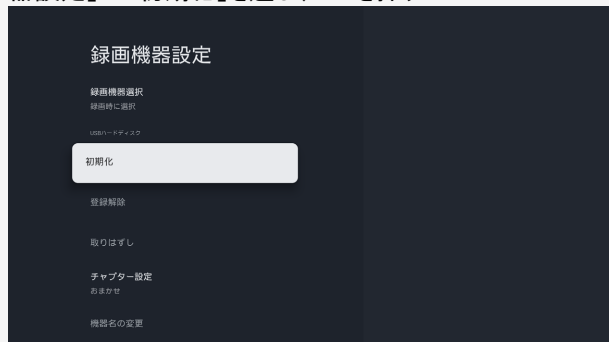 録画機器設定
録画機器選択
録画時に選択
USBハードディスク
初期化
登録解除
取りはずし
チャプター設定
おまかせ
機器名の変更